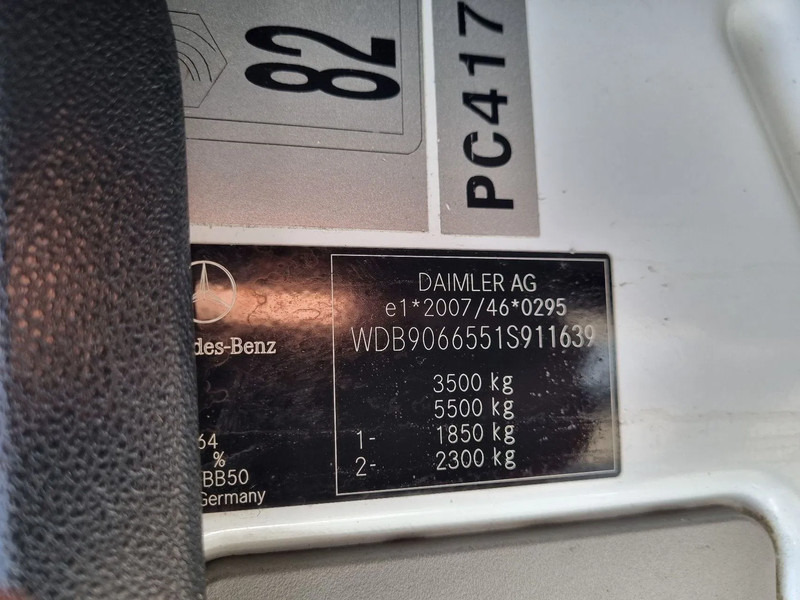 82
PC417
des-Benz
64
%
BB50
Germany
DAIMLER AG
e1*2007/46*0295
WDB9066551S911639
3500 kg
5500 kg
1- 1850 kg
2- 2300 kg